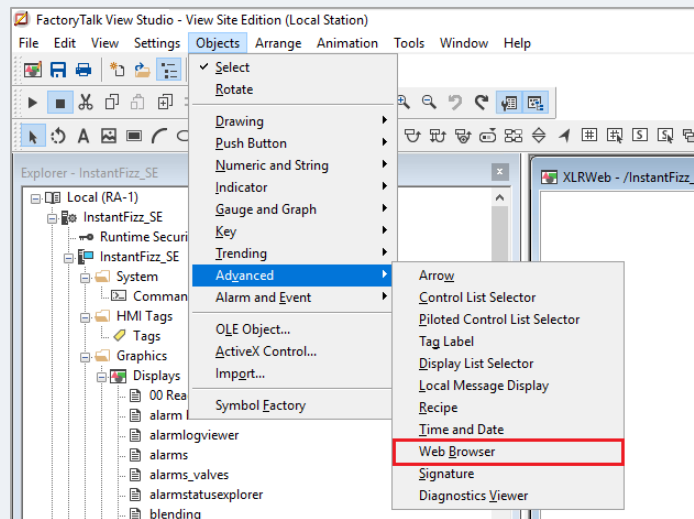 FactoryTalk View Studio - View Site Edition (Local Station)
File Edit View Settings Objects Arrange Animation Tools Window Help
Select
Rotate
Drawing
Push Button
Numeric and String
Indicator
Gauge and Graph
Key
Trending
Advanced
Alarm and Event
OLE Object...
ActiveX Control...
Import...
Symbol Factory
Arrow
Control List Selector
Piloted Control List Selector
Tag Label
Display List Selector
Local Message Display
Recipe
Time and Date
Web Browser
Signature
Diagnostics Viewer
Explorer - InstantFizz_SE
Local (RA-1)
InstantFizz_SE
Runtime Securi
InstantFizz_SE
System
Comman
HMI Tags
Tags
Graphics
Displays
00 Rea
alarm
alarmlogviewer
alarms
alarms_valves
alarmstatusexplorer
blending
XLRWeb - /InstantFizz_